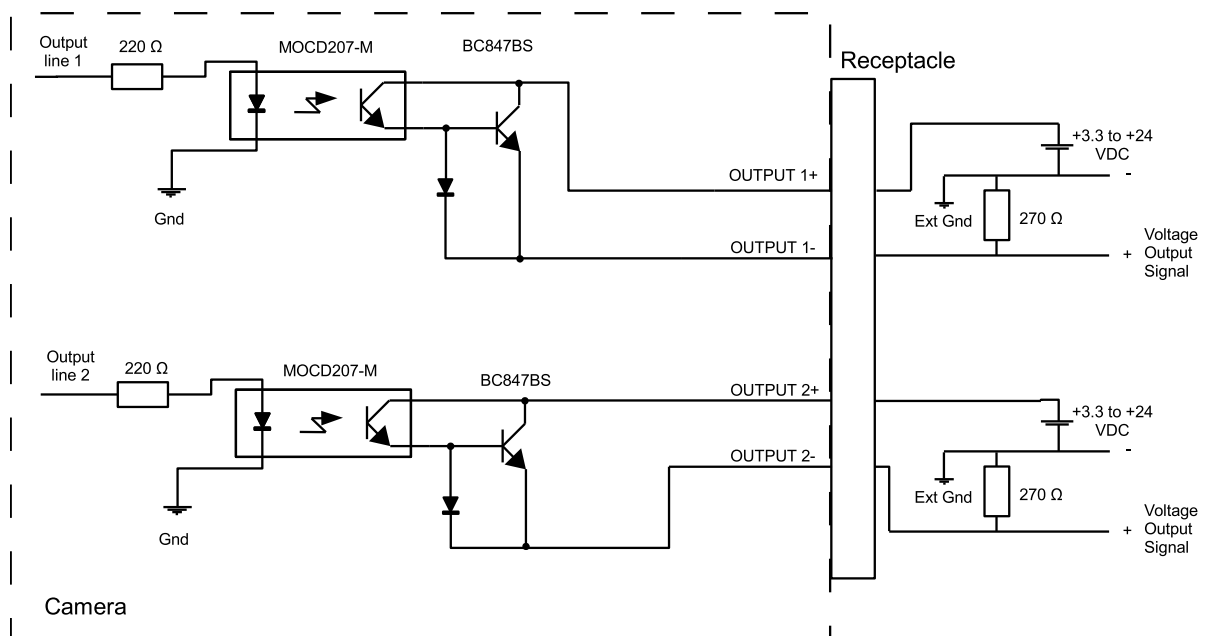 Output
line 1
220 Ω
MOCD207-M
BC847BS
Receptacle
+3.3 to +24
VDC
-
OUTPUT 1+
Gnd
Ext Gnd
270 Ω
OUTPUT 1-
+
Voltage
Output
Signal
Output
line 2
220 Ω
MOCD207-M
BC847BS
OUTPUT 2+
+3.3 to +24
VDC
-
OUTPUT 2-
Ext Gnd
270 Ω
Gnd
+
Voltage
Output
Signal
Camera